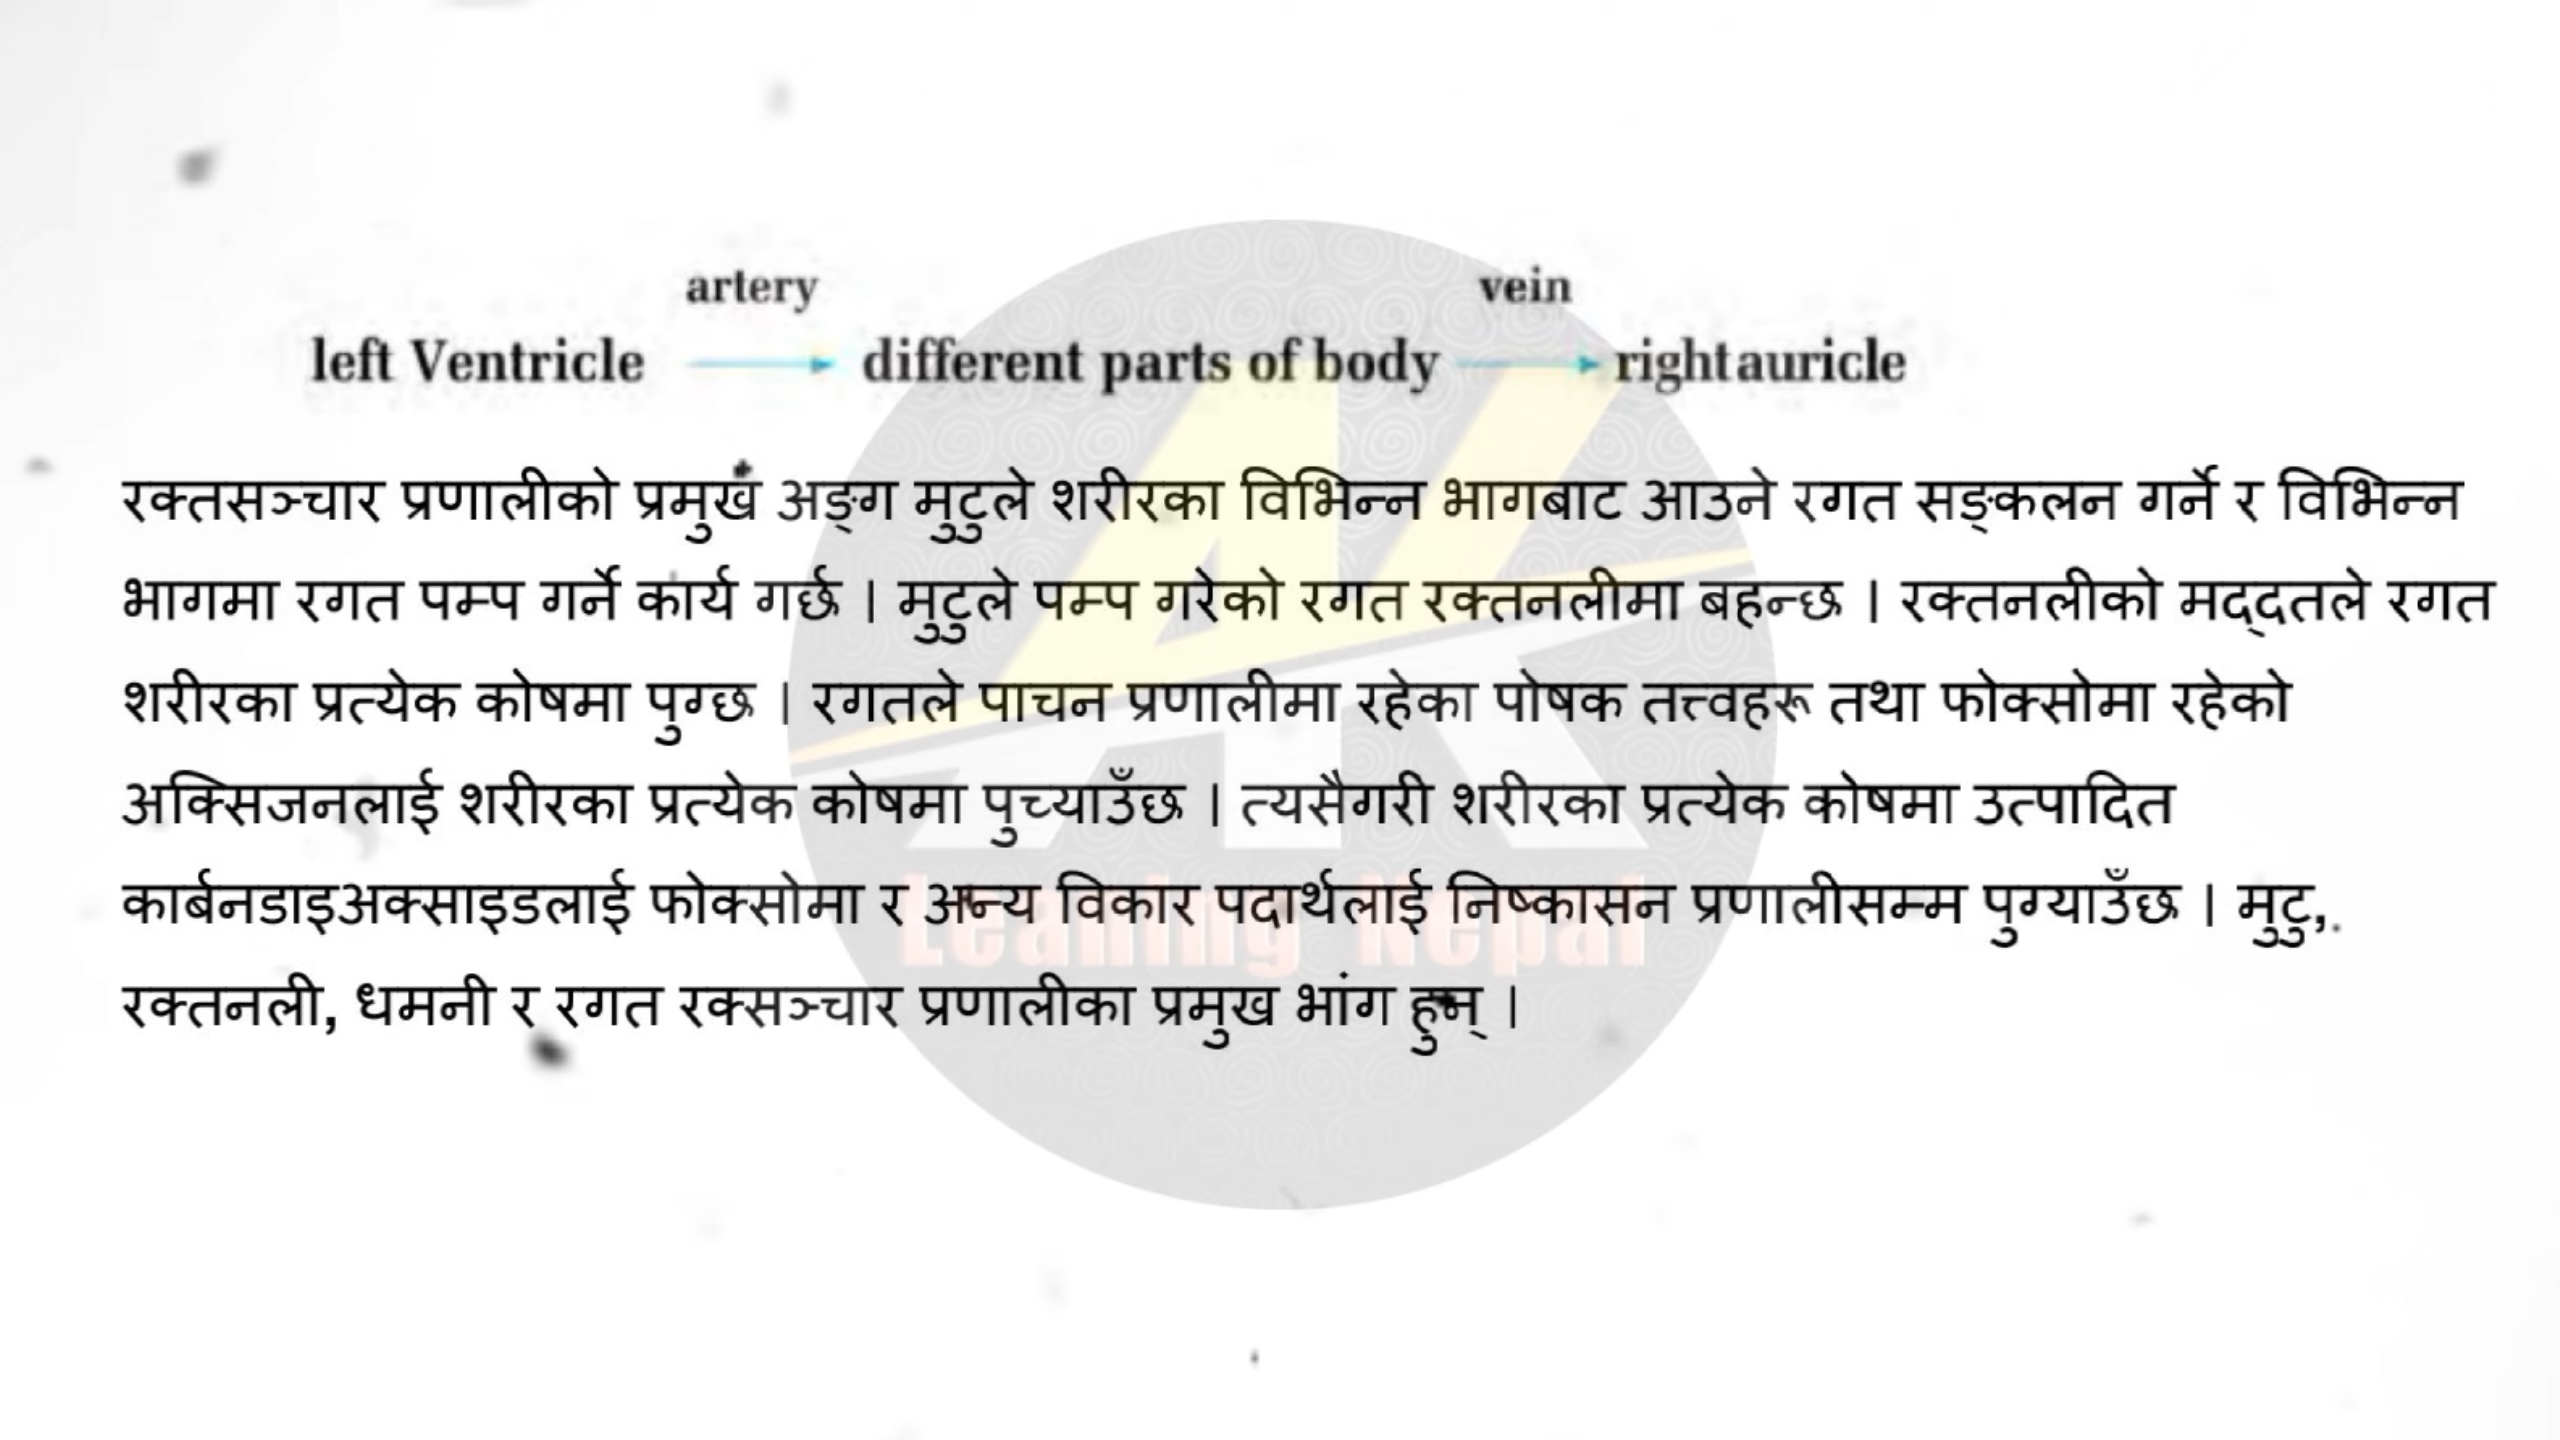 artery vein
left Ventricle different parts of body rightauricle
रक्तसञ्चार प्रणालीको प्रमुख अङ्ग मुटुले शरीरका विभिन्न भागबाट आउने रगत सङ्कलन गर्ने र विभिन्न
भागमा रगत पम्प गर्ने कार्य गर्छ । मुटुले पम्प गरेको रगत रक्तनलीमा बहन्छ । रक्तनलीको मद्दतले रगत
शरीरका प्रत्येक कोषमा पुग्छ । रगतले पाचन प्रणालीमा रहेका पोषक तत्त्वहरू तथा फोक्सोमा रहेको
अक्सिजनलाई शरीरका प्रत्येक कोषमा पुच्याउँछ । त्यसैगरी शरीरका प्रत्येक कोषमा उत्पादित
कार्बनडाइअक्साइडलाई फोक्सोमा र अन्य विकार पदार्थलाई निष्कासन प्रणालीसम्म पुग्याउँछ । मुटु,
रक्तनली, धमनी र रगत रक्सञ्चार प्रणालीका प्रमुख भांग हुन् ।
AK
Leaning Nepal